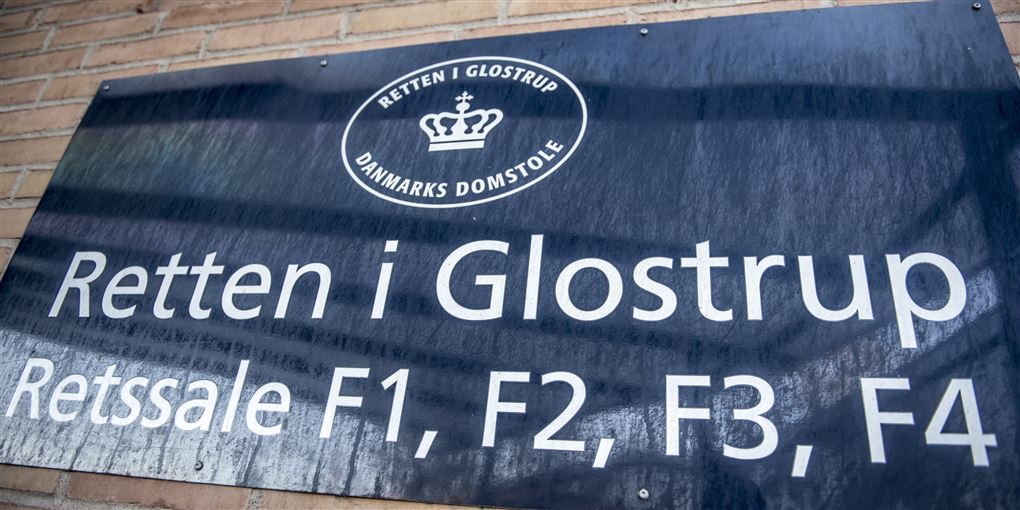 RETTEN I GLOSTRUP
DANMARKS DOMSTOLE
Retten i Glostrup
Retssale F1, F2, F3, F4